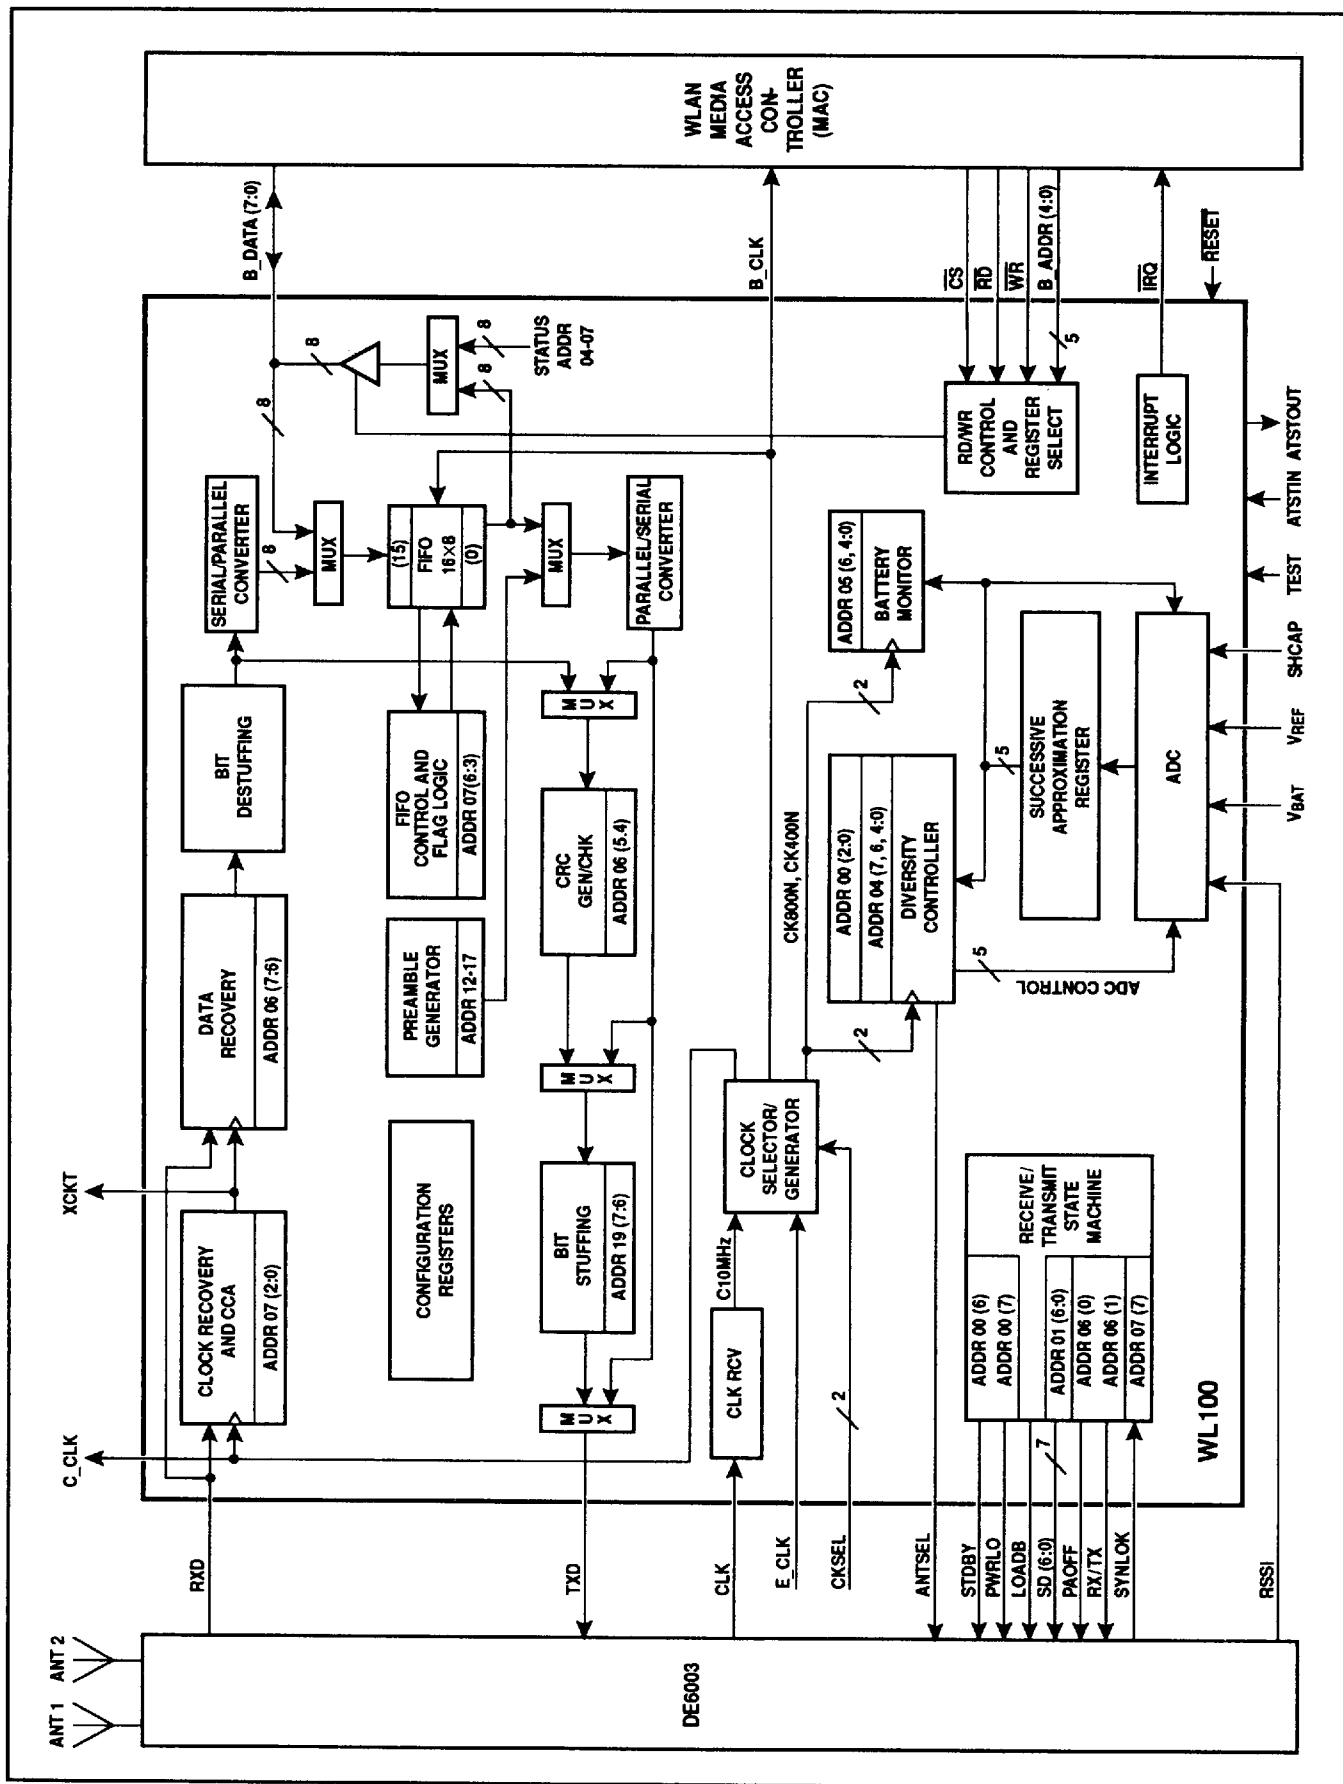 ANT 1
ANT 2
DE6003
RXD
TXD
CLK
E_CLK
CKSEL
ANTSEL
STDBY
PWRLO
LOADB
SD (6:0)
PAOFF
RX/TX
SYNLOK
RSSI
C_CLK
XCKT
CLOCK RECOVERY
AND CCA
ADDR 07 (2:0)
DATA
RECOVERY
ADDR 06 (7:6)
BIT
DESTUFFING
SERIAL/PARALLEL
CONVERTER
8
8
8
B_DATA (7:0)
MUX
MUX
8
8
STATUS
ADDR
04-07
CONFIGURATION
REGISTERS
PREAMBLE
GENERATOR
ADDR 12-17
FIFO
CONTROL AND
FLAG LOGIC
ADDR 07(6:3)
(15)
FIFO
16×8
(0)
MUX
PARALLEL/SERIAL
CONVERTER
MUX
BIT
STUFFING
ADDR 19 (7:6)
MUX
CRC
GEN/CHK
ADDR 06 (5.4)
MUX
CLK RCV
C10MHz
CLOCK
SELECTOR/
GENERATOR
2
CK800N, CK400N
2
2
B_CLK
ADDR 00 (2:0)
ADDR 04 (7, 6, 4:0)
DIVERSITY
CONTROLLER
ADDR 05 (6, 4:0)
BATTERY
MONITOR
5
ADC CONTROL
5
SUCCESSIVE
APPROXIMATION
REGISTER
ADC
ADDR 00 (6)
ADDR 00 (7)
ADDR 01 (6:0)
ADDR 06 (0)
ADDR 06 (1)
ADDR 07 (7)
7
RECEIVE/
TRANSMIT
STATE
MACHINE
RD/WR
CONTROL
AND
REGISTER
SELECT
CS
RD
WR
B_ADDR (4:0)
5
INTERRUPT
LOGIC
IRQ
RESET
WL100
VBAT
VREF
SHCAP
TEST
ATSTIN
ATSTOUT
WLAN
MEDIA
ACCESS
CON-
TROLLER
(MAC)